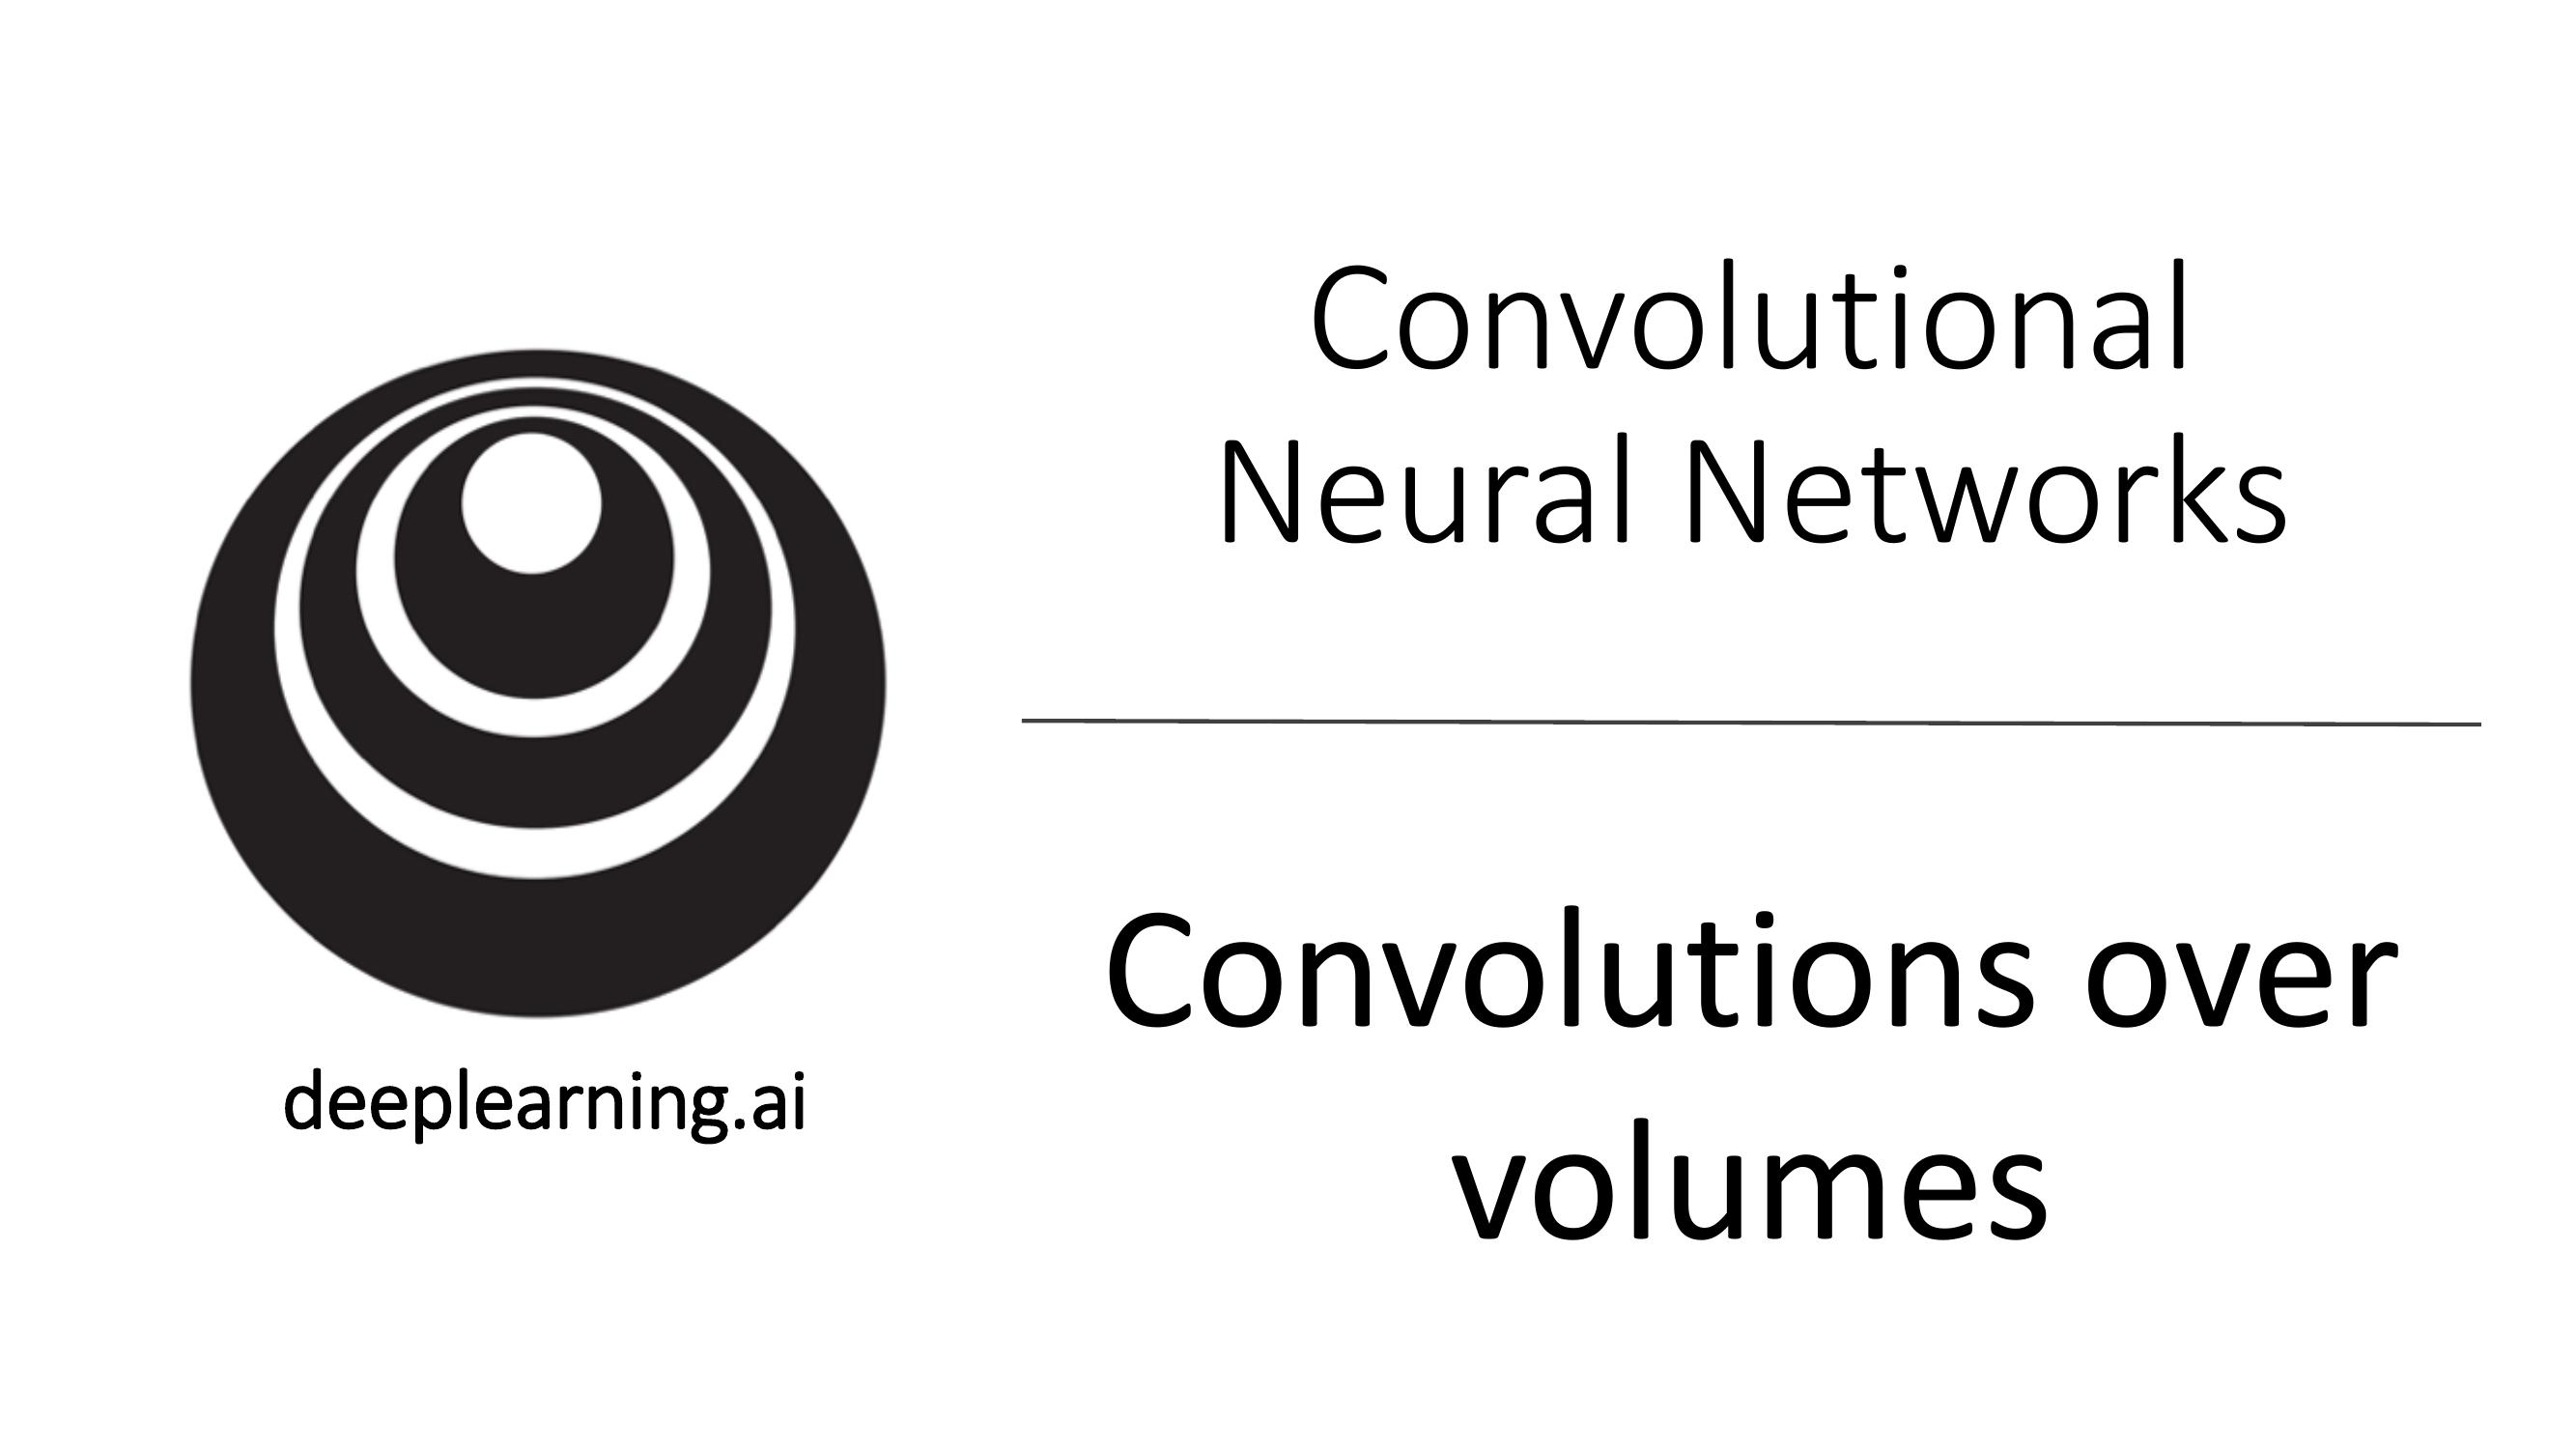 Convolutional
Neural Networks
Convolutions over
volumes
deeplearning.ai